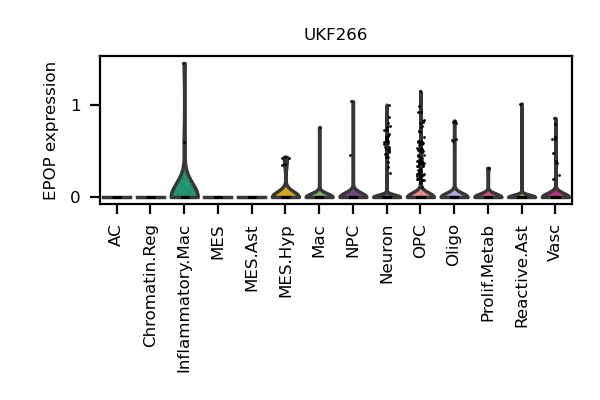 UKF266
EPOP expression
1
0
AC
Chromatin.Reg
Inflammatory.Mac
MES
MES.Ast
MES.Hyp
Mac
NPC
Neuron
OPC
Oligo
Prolif.Metab
Reactive.Ast
Vasc